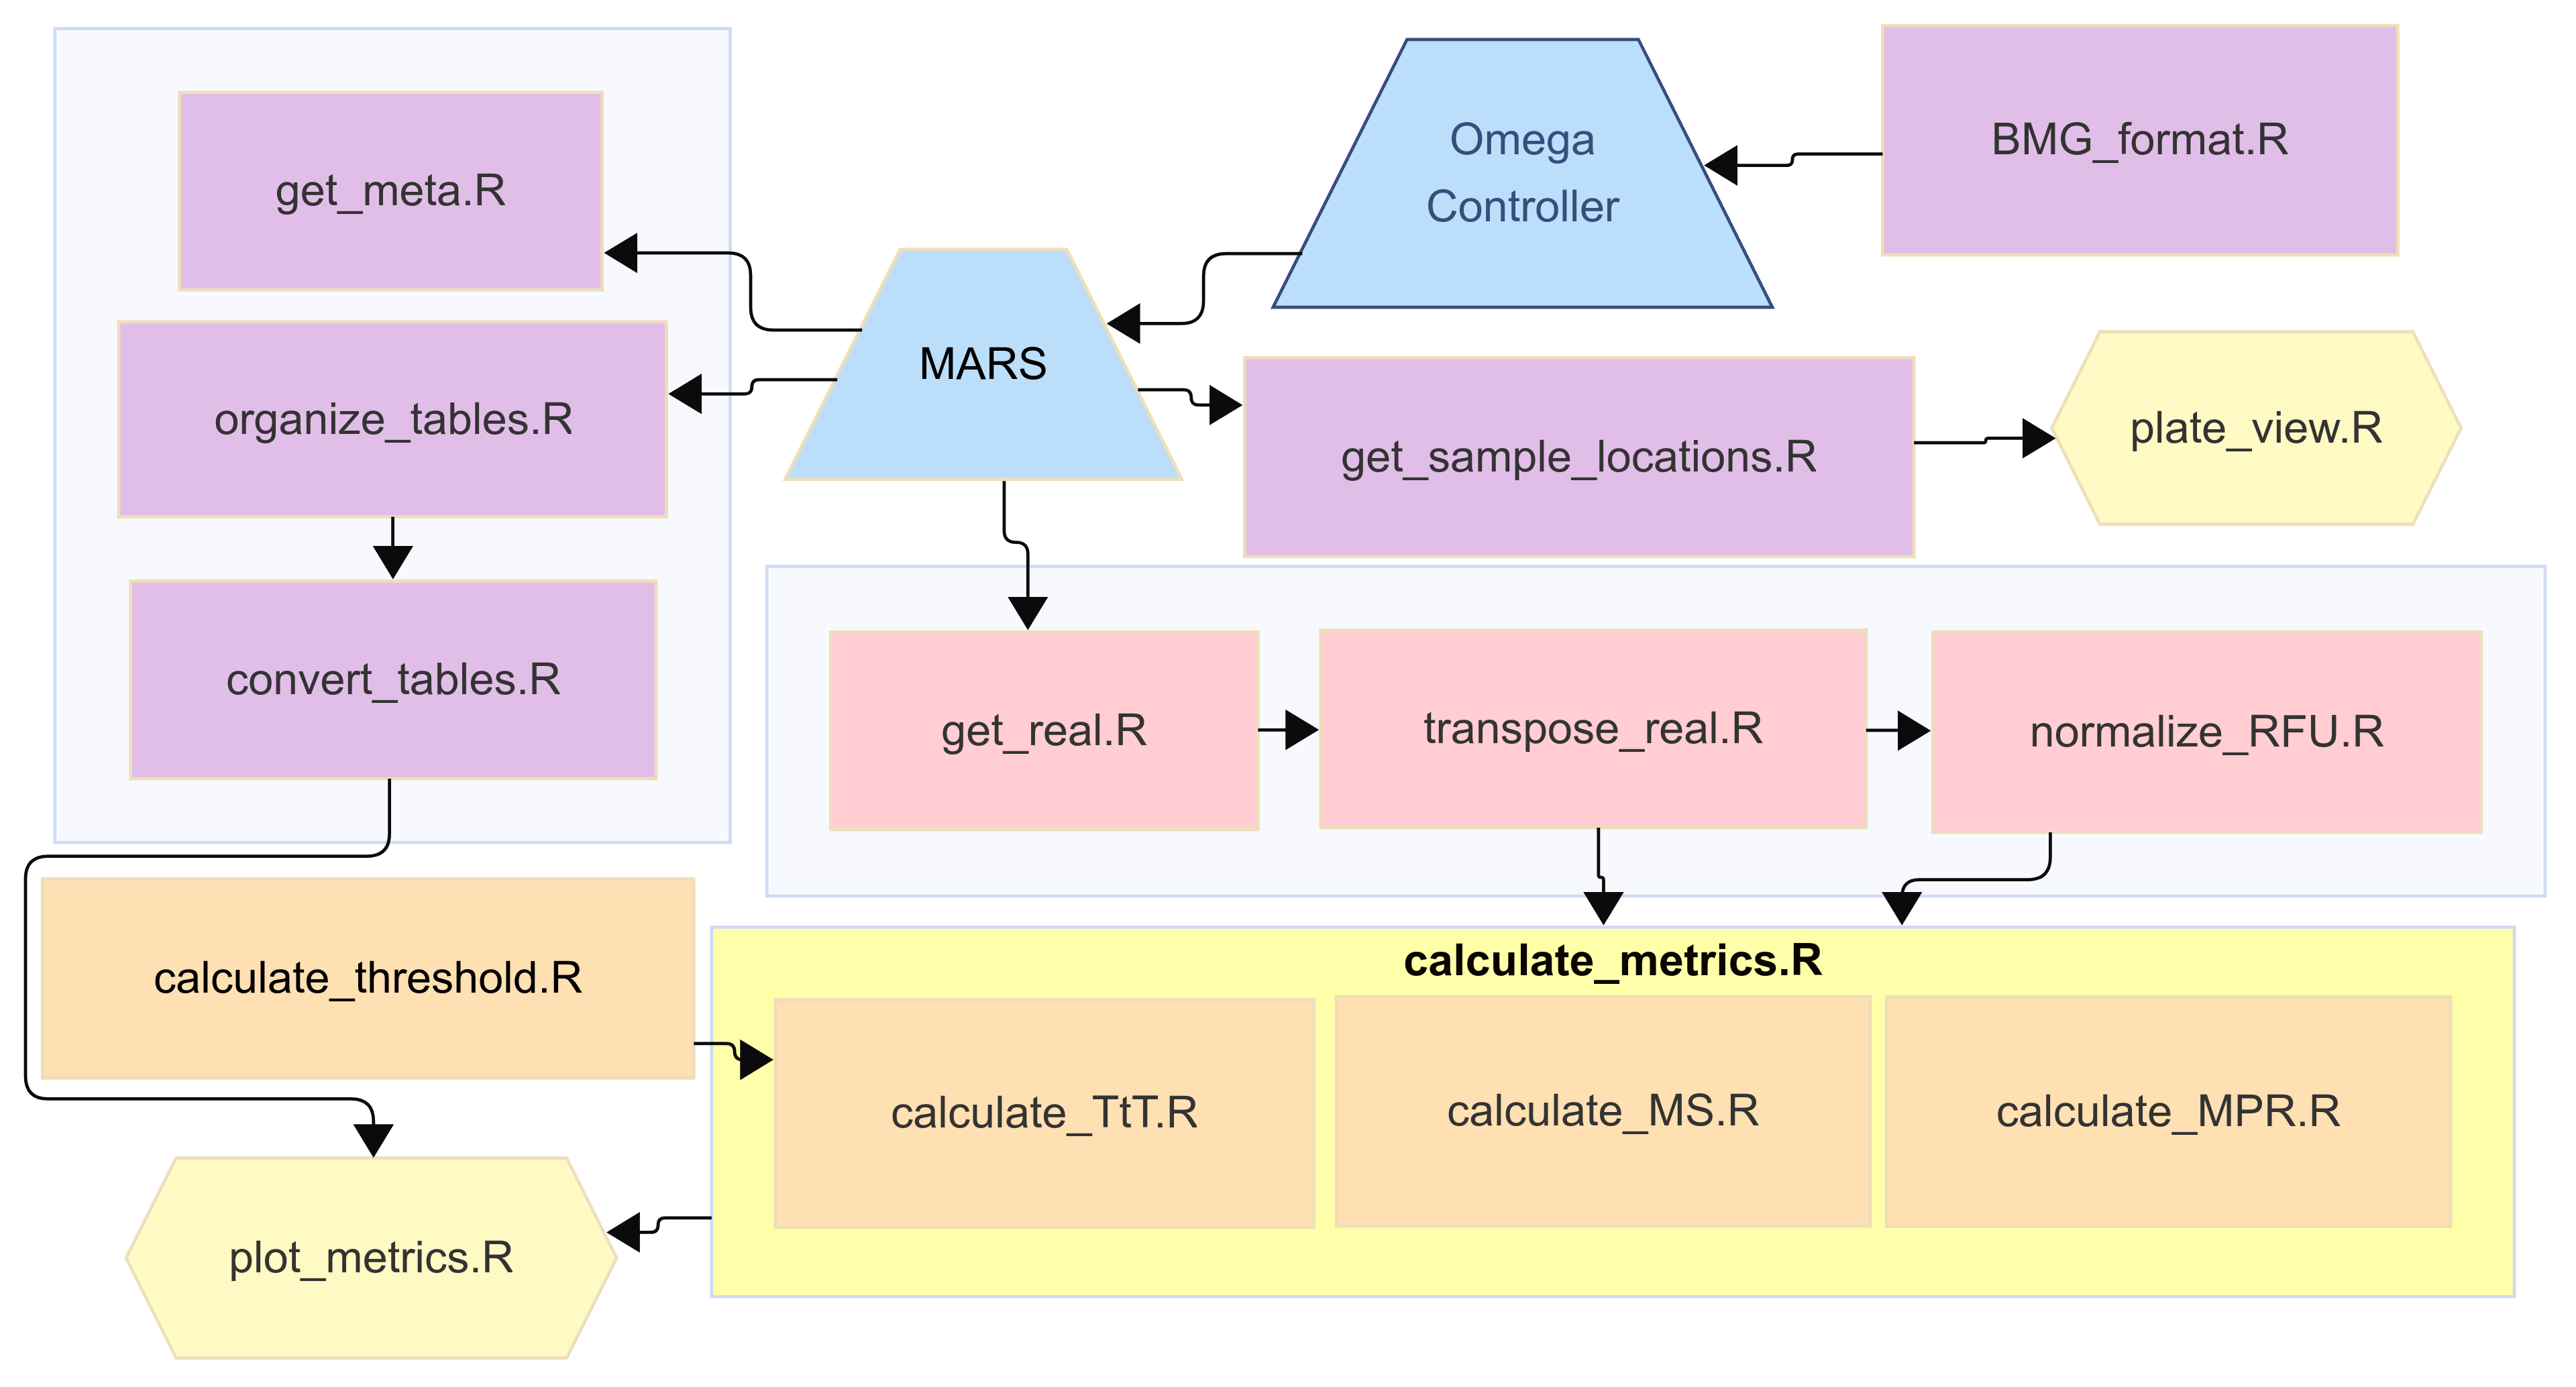 BMG_format.R
Omega
Controller
get_meta.R
MARS
organize_tables.R
get_sample_locations.R
plate_view.R
convert_tables.R
get_real.R
transpose_real.R
normalize_RFU.R
calculate_threshold.R
calculate_metrics.R
calculate_TtT.R
calculate_MS.R
calculate_MPR.R
plot_metrics.R